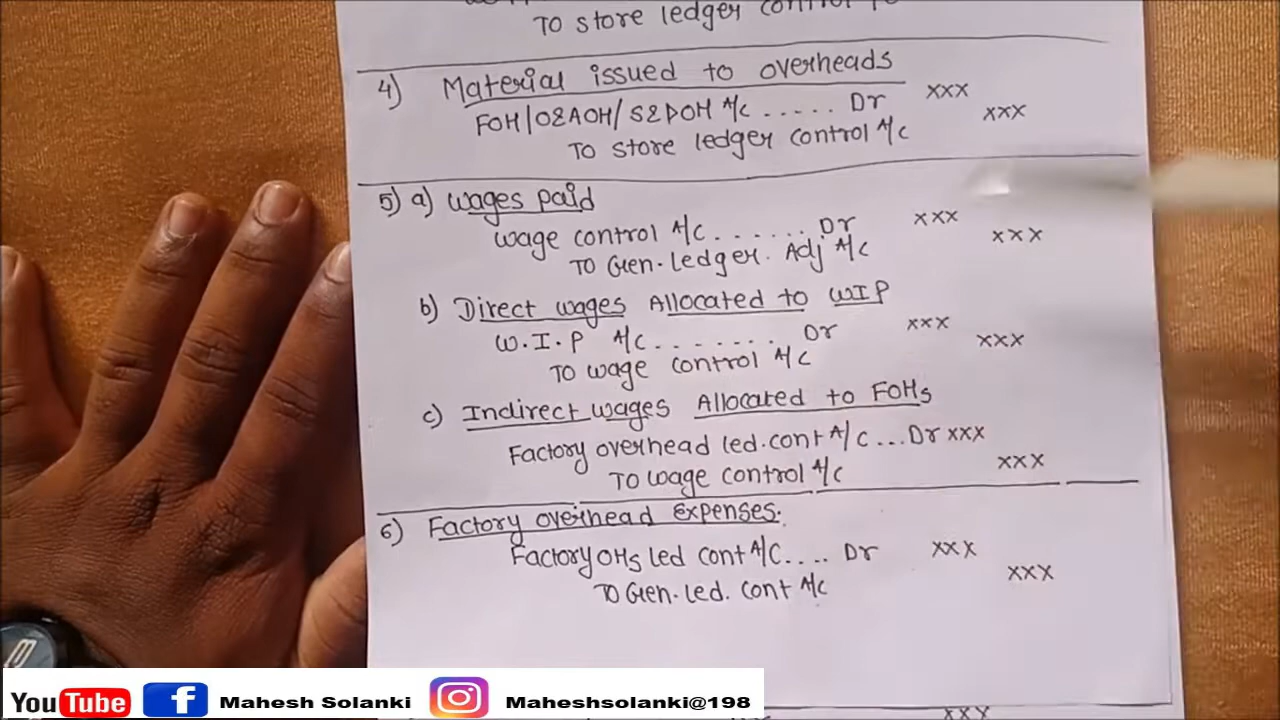 To store ledger control
4) Material issued to overheads
FOH/O&AOH/S&DOH A/c ..... Dr xxx
To store ledger control A/c xxx
5) a) Wages paid
wage control A/c ...... Dr xxx
To Gen. Ledger. Adj A/c xxx
b) Direct wages Allocated to WIP
W.I.P A/c ....... Dr xxx
To wage control A/c xxx
c) Indirect wages Allocated to FOHs
Factory overhead led.cont A/c ... Dr xxx
To wage control A/c xxx
6) Factory overhead Expenses.
Factory OHs Led cont A/c .... Dr xxx
To Gen. Led. Cont A/c xxx
xxx
YouTube f Mahesh Solanki Maheshsolanki@198